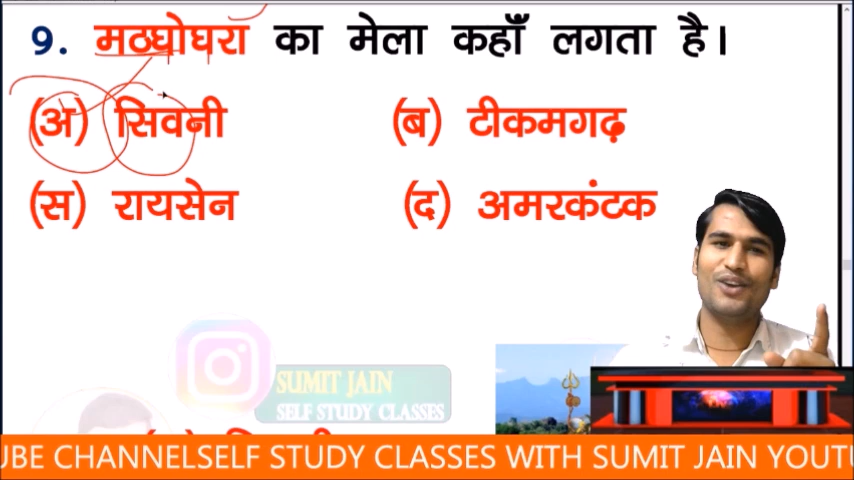 9. मठघोघरा का मेला कहाँ लगता है।
(अ) सिवनी (ब) टीकमगढ़
(स) रायसेन (द) अमरकंटक
SUMIT JAIN
SELF STUDY CLASSES
UBE CHANNELSELF STUDY CLASSES WITH SUMIT JAIN YOUTU